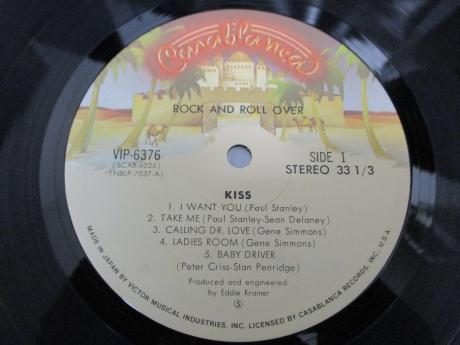 Casablanca
ROCK AND ROLL OVER
VIP-6376
(SCAB-6025)
(NBLP-7037-A)
SIDE 1
STEREO 33 1/3
KISS
1. I WANT YOU (Paul Stanley)
2. TAKE ME (Paul Stanley-Sean Delaney)
3. CALLING DR. LOVE (Gene Simmons)
4. LADIES ROOM (Gene Simmons)
5. BABY DRIVER
(Peter Criss-Stan Penridge)
Produced and engineered
by Eddie Kramer
Ⓢ
MADE IN JAPAN BY VICTOR MUSICAL INDUSTRIES, INC. LICENSED BY CASABLANCA RECORDS, INC., U.S.A.